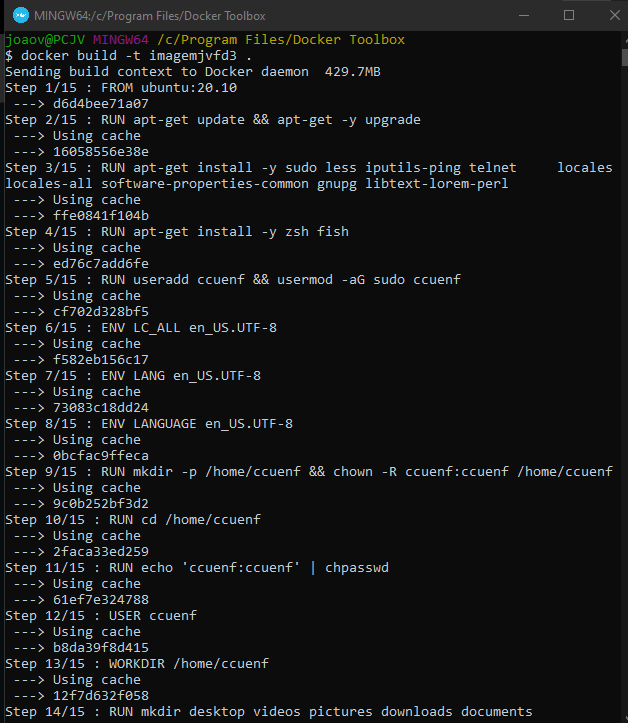 MINGW64:/c/Program Files/Docker Toolbox
joaov@PCJV MINGW64 /c/Program Files/Docker Toolbox
$ docker build -t imagemjvfd3 .
Sending build context to Docker daemon  429.7MB
Step 1/15 : FROM ubuntu:20.10
 ---> d6d4bee71a07
Step 2/15 : RUN apt-get update && apt-get -y upgrade
 ---> Using cache
 ---> 16058556e38e
Step 3/15 : RUN apt-get install -y sudo less iputils-ping telnet     locales
locales-all software-properties-common gnupg libtext-lorem-perl
 ---> Using cache
 ---> ffe0841f104b
Step 4/15 : RUN apt-get install -y zsh fish
 ---> Using cache
 ---> ed76c7add6fe
Step 5/15 : RUN useradd ccuenf && usermod -aG sudo ccuenf
 ---> Using cache
 ---> cf702d328bf5
Step 6/15 : ENV LC_ALL en_US.UTF-8
 ---> Using cache
 ---> f582eb156c17
Step 7/15 : ENV LANG en_US.UTF-8
 ---> Using cache
 ---> 73083c18dd24
Step 8/15 : ENV LANGUAGE en_US.UTF-8
 ---> Using cache
 ---> 0bcfac9ffeca
Step 9/15 : RUN mkdir -p /home/ccuenf && chown -R ccuenf:ccuenf /home/ccuenf
 ---> Using cache
 ---> 9c0b252bf3d2
Step 10/15 : RUN cd /home/ccuenf
 ---> Using cache
 ---> 2faca33ed259
Step 11/15 : RUN echo 'ccuenf:ccuenf' | chpasswd
 ---> Using cache
 ---> 61ef7e324788
Step 12/15 : USER ccuenf
 ---> Using cache
 ---> b8da39f8d415
Step 13/15 : WORKDIR /home/ccuenf
 ---> Using cache
 ---> 12f7d632f058
Step 14/15 : RUN mkdir desktop videos pictures downloads documents